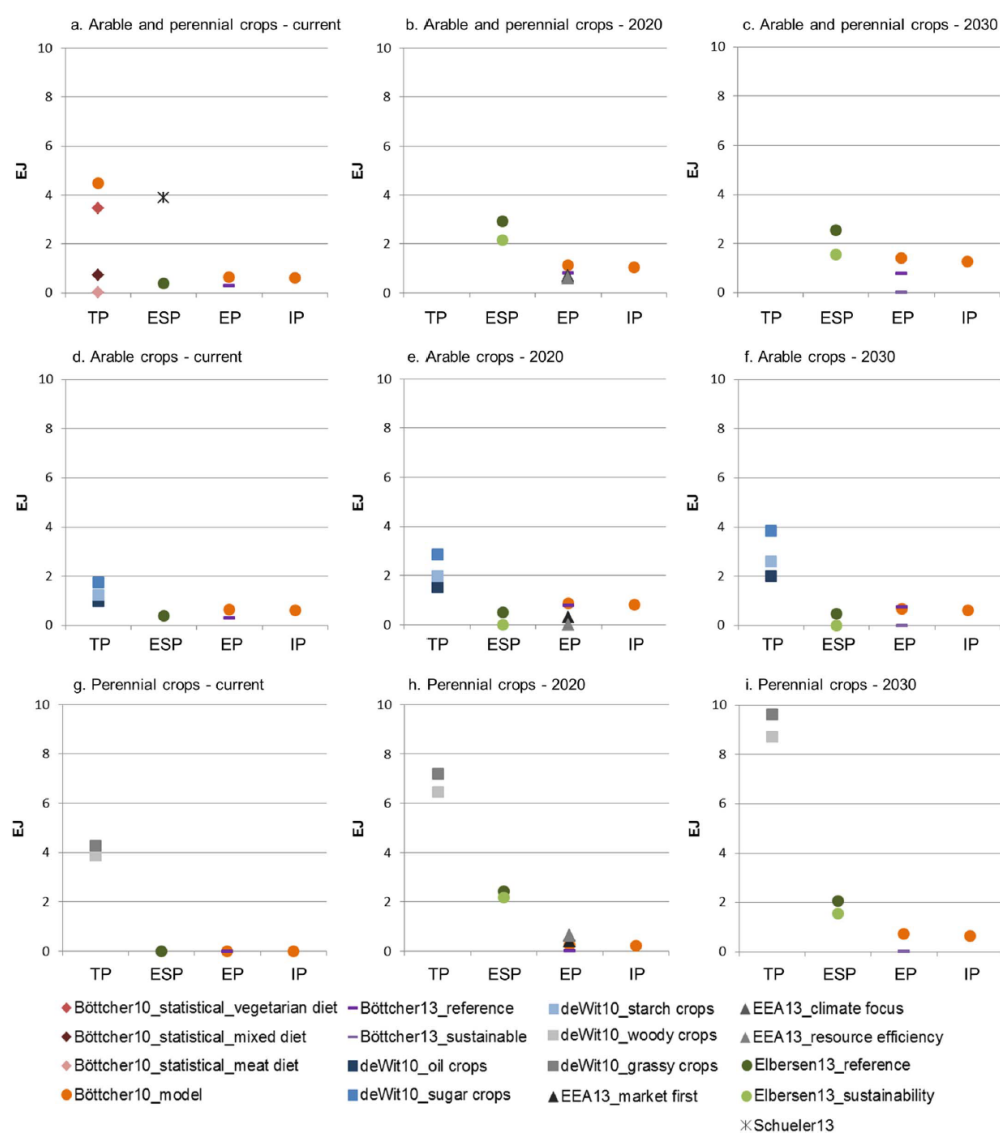 a. Arable and perennial crops - current
b. Arable and perennial crops - 2020
c. Arable and perennial crops - 2030
10
8
6
4
2
0
EJ
TP ESP EP IP
10
8
6
4
2
0
EJ
TP ESP EP IP
10
8
6
4
2
0
EJ
TP ESP EP IP
d. Arable crops - current
e. Arable crops - 2020
f. Arable crops - 2030
10
8
6
4
2
0
EJ
TP ESP EP IP
10
8
6
4
2
0
EJ
TP ESP EP IP
10
8
6
4
2
0
EJ
TP ESP EP IP
g. Perennial crops - current
h. Perennial crops - 2020
i. Perennial crops - 2030
10
8
6
4
2
0
EJ
TP ESP EP IP
10
8
6
4
2
0
EJ
TP ESP EP IP
10
8
6
4
2
0
EJ
TP ESP EP IP
Böttcher10_statistical_vegetarian diet
Böttcher10_statistical_mixed diet
Böttcher10_statistical_meat diet
Böttcher10_model
Böttcher13_reference
Böttcher13_sustainable
deWit10_oil crops
deWit10_sugar crops
deWit10_starch crops
deWit10_woody crops
deWit10_grassy crops
EEA13_market first
EEA13_climate focus
EEA13_resource efficiency
Elbersen13_reference
Elbersen13_sustainability
Schueler13